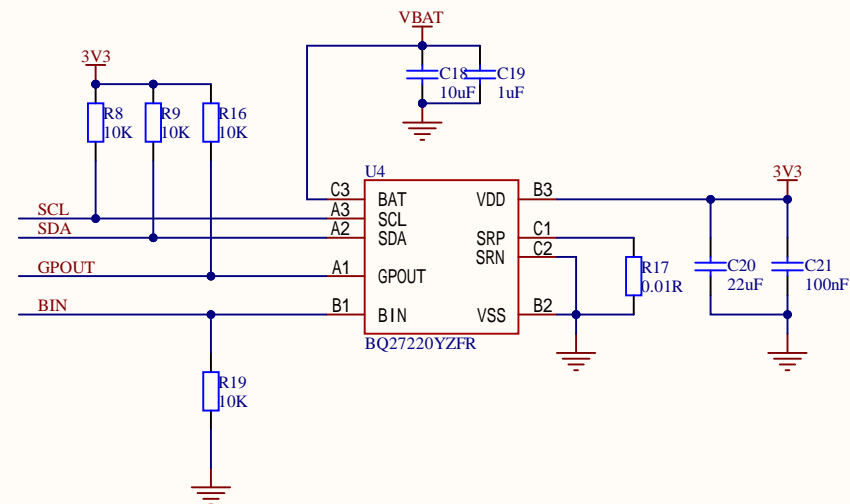 VBAT
C18
10uF
C19
1uF
3V3
R8
10K
R9
10K
R16
10K
U4
C3
BAT
VDD
B3
3V3
SCL
A3
SCL
SDA
A2
SDA
SRP
C1
SRN
C2
R17
0.01R
C20
22uF
C21
100nF
GPOUT
A1
GPOUT
BIN
B1
BIN
VSS
B2
BQ27220YZFR
R19
10K